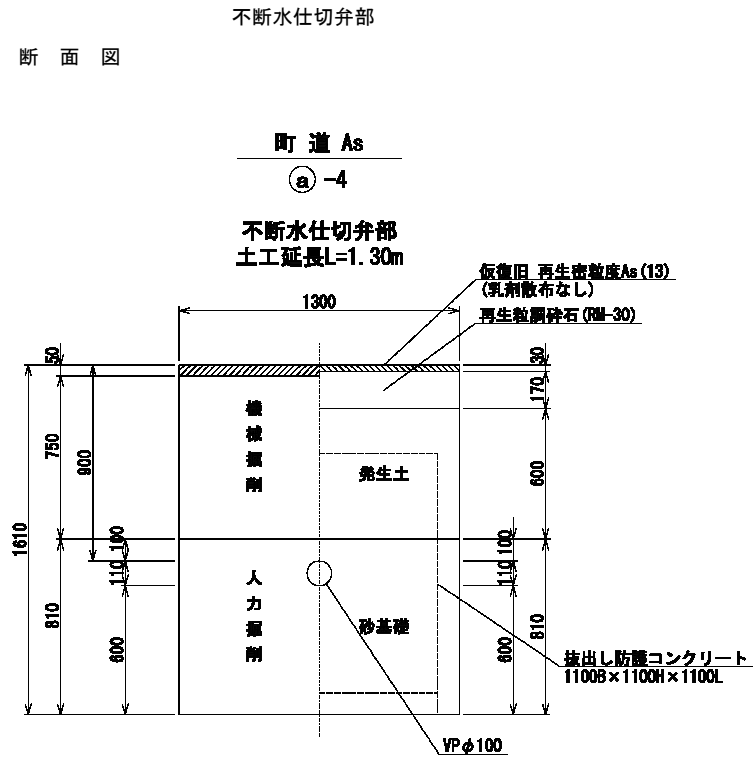 不断水仕切弁部
断 面 図
町 道 As
ⓐ -4
不断水仕切弁部
土工延長L=1.30m
仮復旧 再生密粒度As(13)
(乳剤散布なし)
再生粒調砕石(RM-30)
1300
50
750
900
1610
100
110
810
600
30
170
600
100
110
810
600
機械掘削
人力掘削
発生土
砂基礎
抜出し防護コンクリート
1100B×1100H×1100L
VPφ100